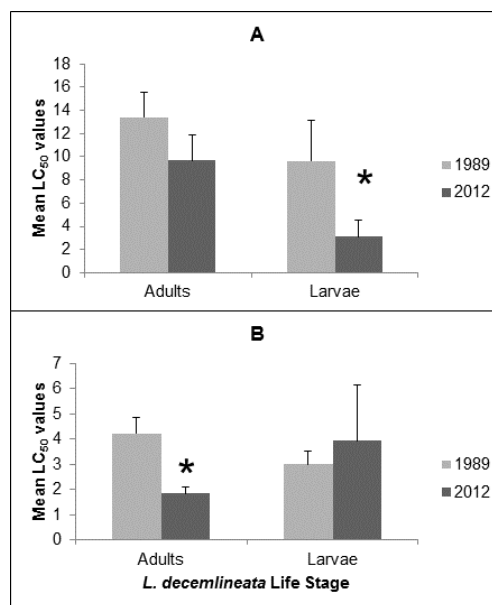 A
Mean LC₅₀ values
18
16
14
12
10
8
6
4
2
0
*
Adults
Larvae
1989
2012
B
Mean LC₅₀ values
7
6
5
4
3
2
1
0
*
Adults
Larvae
L. decemlineata Life Stage
1989
2012